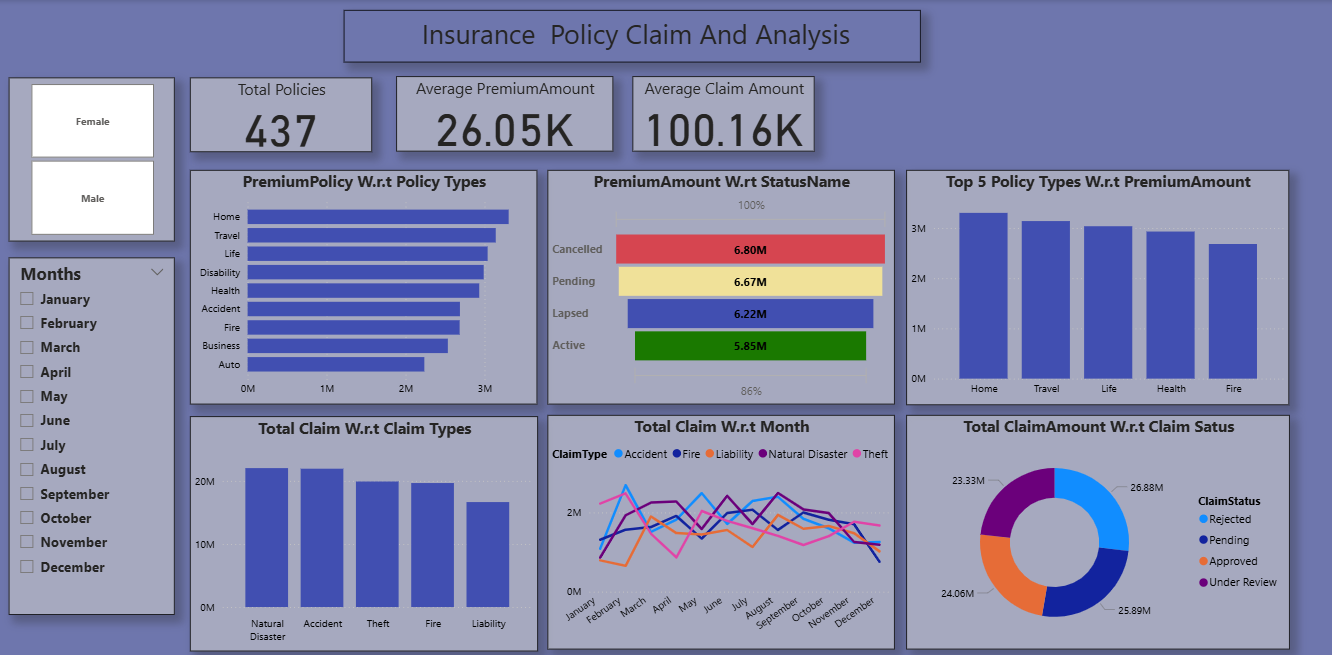 Insurance  Policy Claim And Analysis
Female
Male
Total Policies
437
Average PremiumAmount
26.05K
Average Claim Amount
100.16K
Months
January
February
March
April
May
June
July
August
September
October
November
December
PremiumPolicy W.r.t Policy Types
Home
Travel
Life
Disability
Health
Accident
Fire
Business
Auto
0M 1M 2M 3M
PremiumAmount W.rt StatusName
100%
Cancelled 6.80M
Pending 6.67M
Lapsed 6.22M
Active 5.85M
86%
Top 5 Policy Types W.r.t PremiumAmount
3M
2M
1M
0M
Home Travel Life Health Fire
Total Claim W.r.t Claim Types
20M
10M
0M
Natural Disaster Accident Theft Fire Liability
Total Claim W.r.t Month
ClaimType Accident Fire Liability Natural Disaster Theft
2M
0M
January February March April May June July August September October November December
Total ClaimAmount W.r.t Claim Satus
23.33M
26.88M
24.06M
25.89M
ClaimStatus
Rejected
Pending
Approved
Under Review